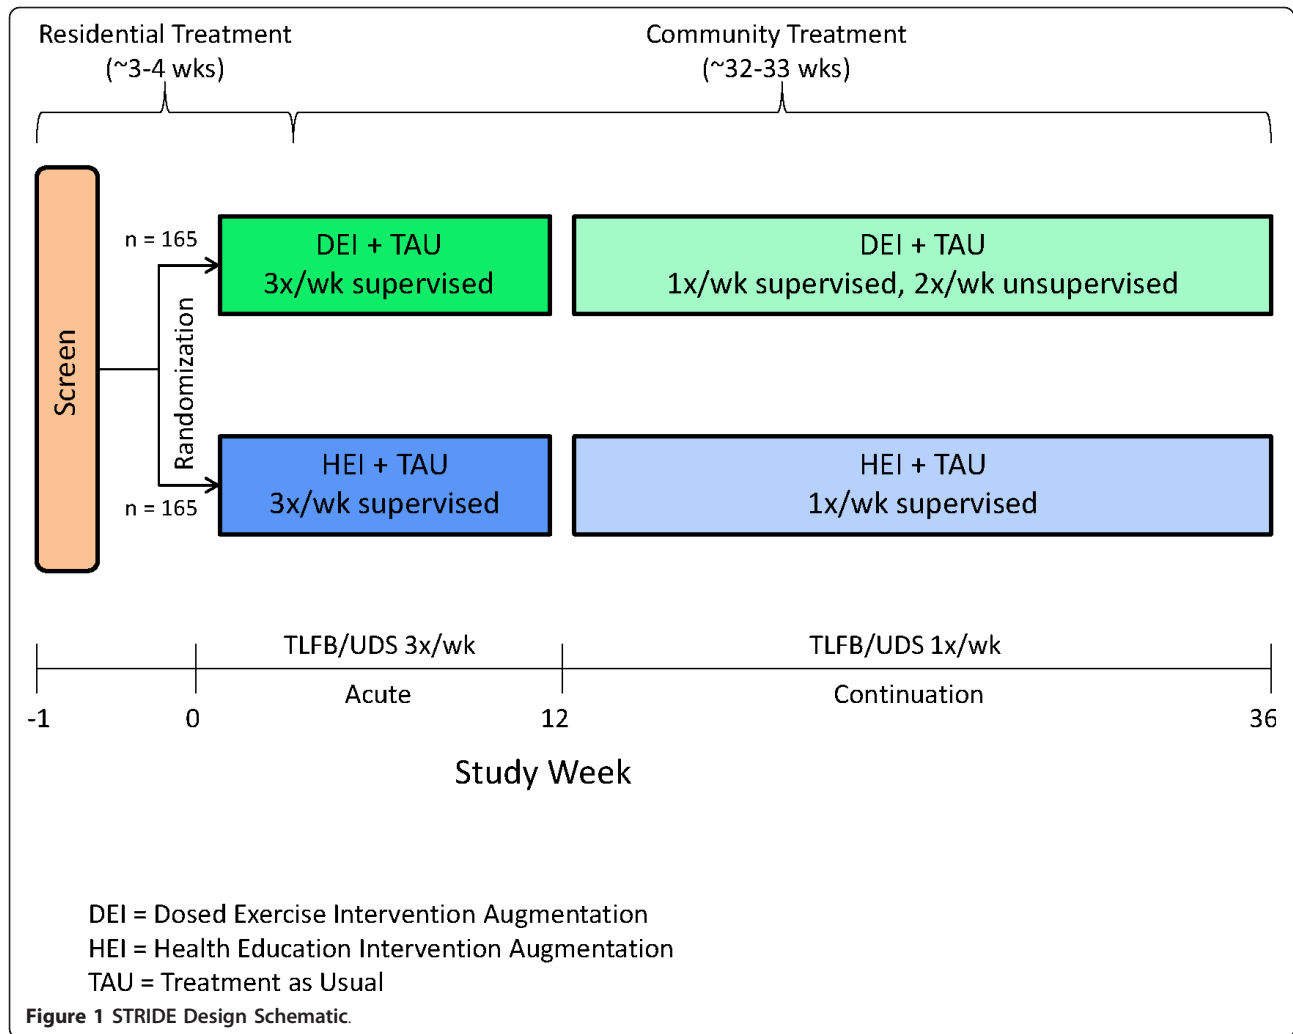 Residential Treatment
(~3-4 wks)
Community Treatment
(~32-33 wks)
Screen
n = 165
Randomization
n = 165
DEI + TAU
3x/wk supervised
DEI + TAU
1x/wk supervised, 2x/wk unsupervised
HEI + TAU
3x/wk supervised
HEI + TAU
1x/wk supervised
TLFB/UDS 3x/wk
TLFB/UDS 1x/wk
Acute
Continuation
-1
0
12
36
Study Week
DEI = Dosed Exercise Intervention Augmentation
HEI = Health Education Intervention Augmentation
TAU = Treatment as Usual
Figure 1 STRIDE Design Schematic.